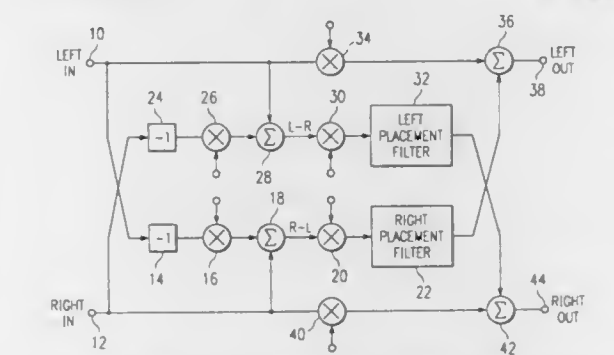 10
LEFT
IN
34
36
LEFT
OUT
38
24
-1
26
Σ
28
L-R
30
32
LEFT
PLACEMENT
FILTER
18
Σ
R-L
-1
14
16
20
RIGHT
PLACEMENT
FILTER
22
RIGHT
IN
12
40
Σ
42
44
RIGHT
OUT
Σ